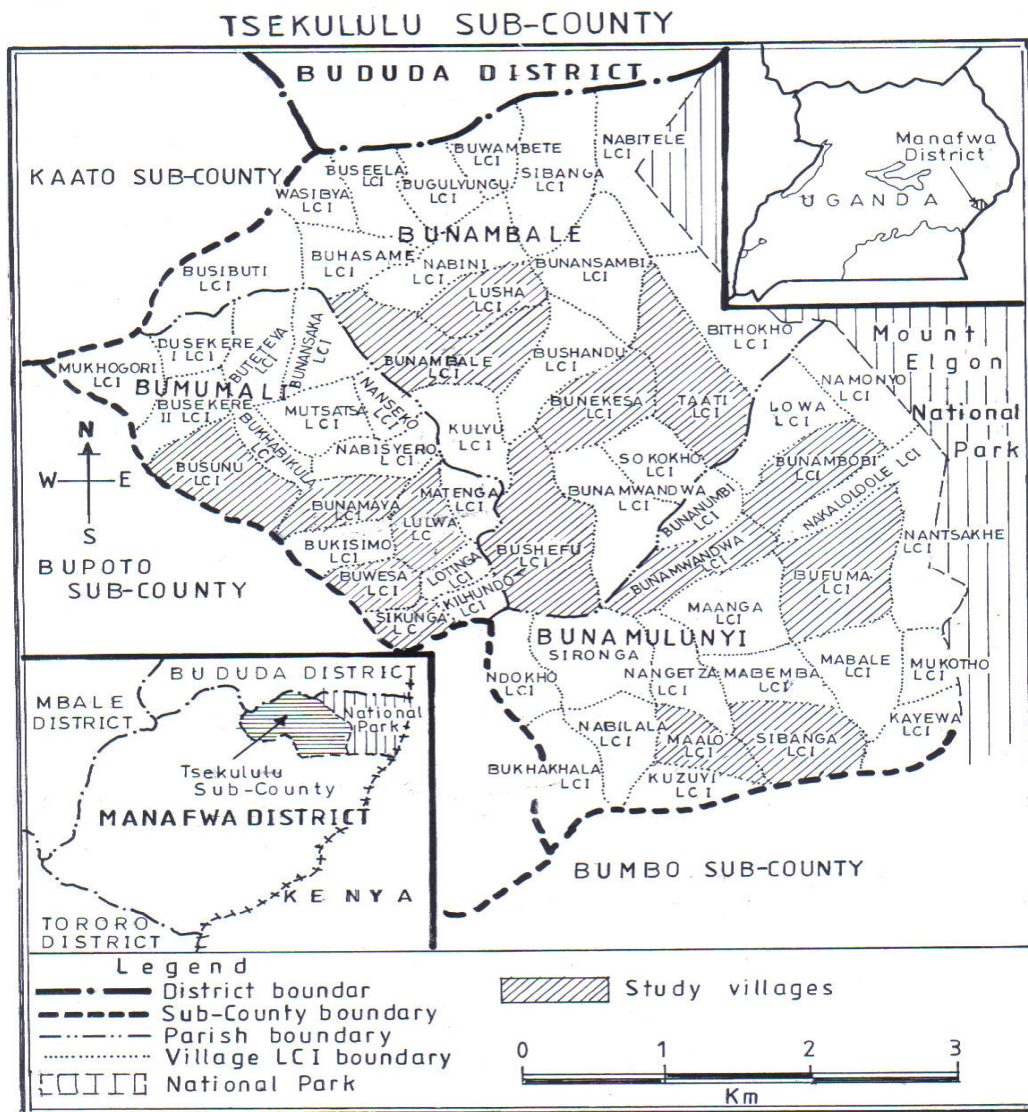 TSEKULULU SUB-COUNTY
BUDUDA DISTRICT
KAATO SUB-COUNTY
BUSEELA
LCI
BUWAMBETE
LCI
BUGULYUNGU
LCI
SIBANGA
LCI
NABITELE
LCI
WASIBYA
LCI
BUNAMBALE
BUHASAME
LCI
NABINI
LCI
BUNANSAMBI
LCI
BUSIBUTI
LCI
LUSHA
LCI
Manafwa
District
UGANDA
BITHOKHO
LCI
Mount
Elgon
National
Park
BUSEKERE
I LCI
BUTETEYA
LCI
BUNANSAKA
LCI
BUNAMBALE
LCI
BUSHANDU
LCI
MUKHOGORI
LCI
BUMUMALI
NAMONYO
LCI
BUSEKERE
II LCI
MUTSATSA
LCI
NANSEKO
LCI
BUNEKESA
LCI
TAATI
LCI
LOWA
LCI
BUKHARIKULA
LCI
KULYU
LCI
N
W
E
S
NABISYERO
LCI
SOKOKHO
LCI
BUNAMBOBI
LCI
BUSUNU
LCI
NAKALOLOOLE LCI
MATENGA
LCI
BUNAMWANDWA
LCI
BUNANUMBI
LCI
BUNAMAYA
LCI
LULWA
LC
NANTSAKHE
LCI
BUKISIMO
LCI
BUSHEFU
LCI
BUNAMWANDWA
LCI
BUPOTO
SUB-COUNTY
LOTINGA
LCI
BUFUMA
LCI
BUWESA
LCI
KILHUNDO
LCI
SIKUNGA
LC
MAANGA
LCI
BUNAMULUNYI
SIRONGA
NDOKHO
LCI
NANGETZA
LCI
MABEMBA
LCI
MABALE
LCI
MUKOTHO
LCI
NABILALA
LCI
MAALO
LCI
SIBANGA
LCI
KAYEWA
LCI
BUKHAKHALA
LCI
KUZUYI
LCI
BUMBO SUB-COUNTY
BUDUDA DISTRICT
MBALE
DISTRICT
National
Park
Tsekululu
Sub-County
MANAFWA DISTRICT
KENYA
TORORO
DISTRICT
Legend
District boundar
Sub-County boundary
Parish boundary
Village LCI boundary
National Park
Study villages
0 1 2 3
Km